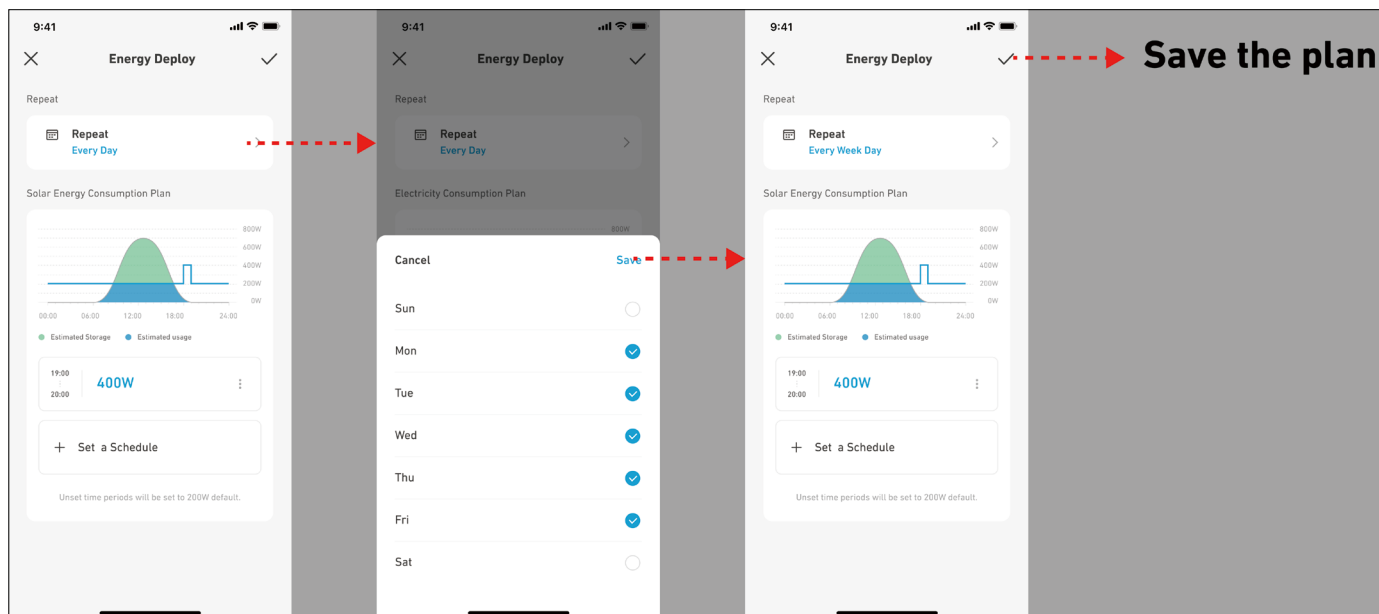 9:41
Energy Deploy
Repeat
Repeat
Every Day
Solar Energy Consumption Plan
800W
600W
400W
200W
0W
00:00 06:00 12:00 18:00 24:00
Estimated Storage Estimated usage
19:00
20:00
400W
+ Set a Schedule
Unset time periods will be set to 200W default.
9:41
Energy Deploy
Repeat
Repeat
Every Day
Electricity Consumption Plan
800W
Cancel Save
Sun
Mon
Tue
Wed
Thu
Fri
Sat
9:41
Energy Deploy
Repeat
Repeat
Every Week Day
Solar Energy Consumption Plan
800W
600W
400W
200W
0W
00:00 06:00 12:00 18:00 24:00
Estimated Storage Estimated usage
19:00
20:00
400W
+ Set a Schedule
Unset time periods will be set to 200W default.
Save the plan